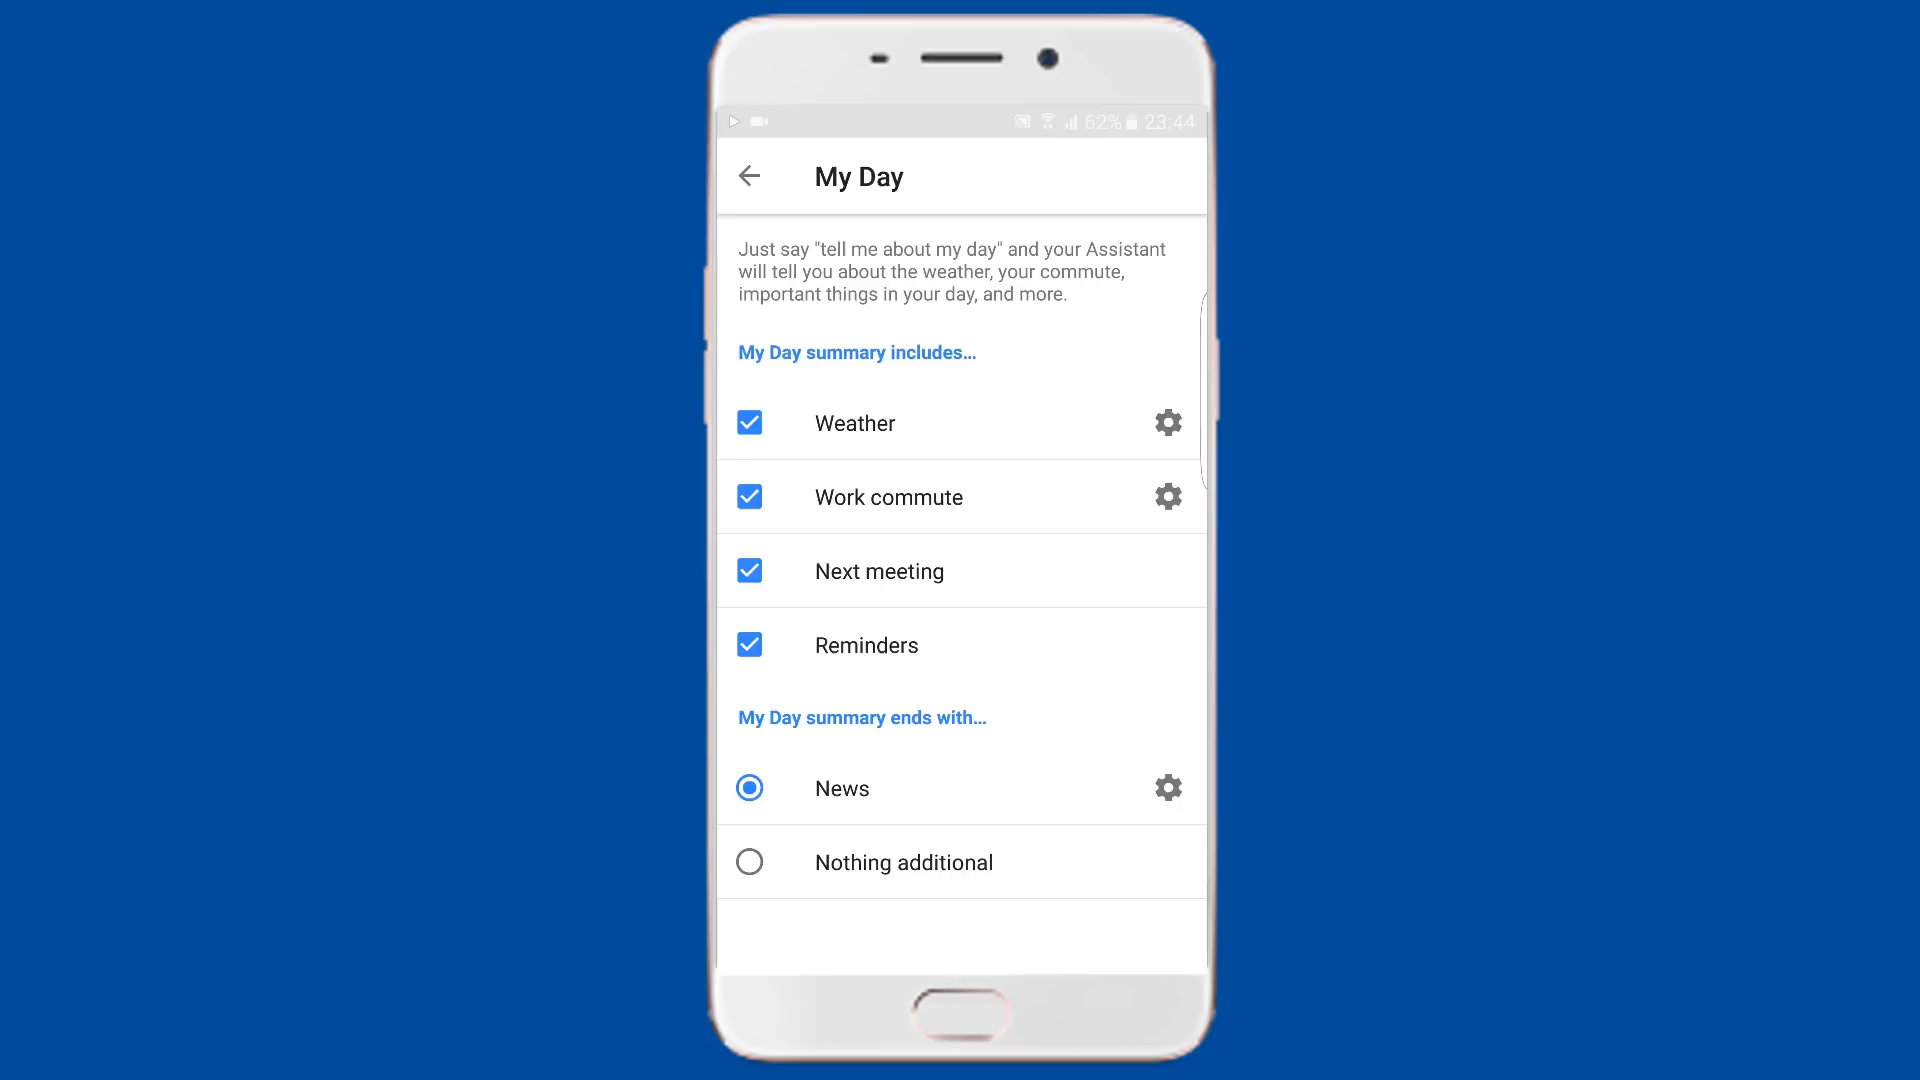 62% 23:44
My Day
Just say "tell me about my day" and your Assistant
will tell you about the weather, your commute,
important things in your day, and more.
My Day summary includes...
Weather
Work commute
Next meeting
Reminders
My Day summary ends with...
News
Nothing additional